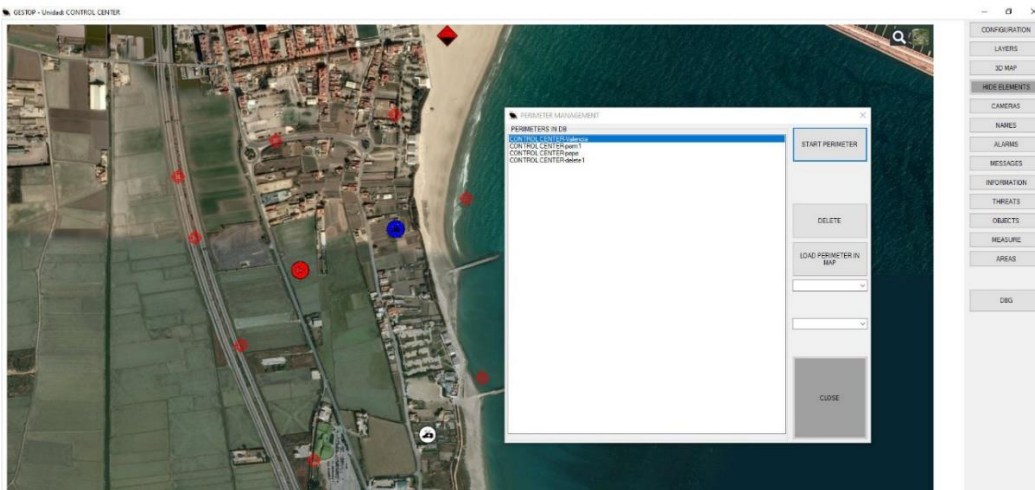 GESTOP - Unidad: CONTROL CENTER
CONFIGURATION
LAYERS
3D MAP
HIDE ELEMENTS
CAMERAS
NAMES
ALARMS
MESSAGES
INFORMATION
THREATS
OBJECTS
MEASURE
AREAS
DBG
PERIMETER MANAGEMENT
PERIMETERS IN DB
CONTROL CENTER-Valencia
CONTROL CENTER-perri1
CONTROL CENTER-pepe
CONTROL CENTER-delete1
START PERIMETER
DELETE
LOAD PERIMETER IN
MAP
CLOSE